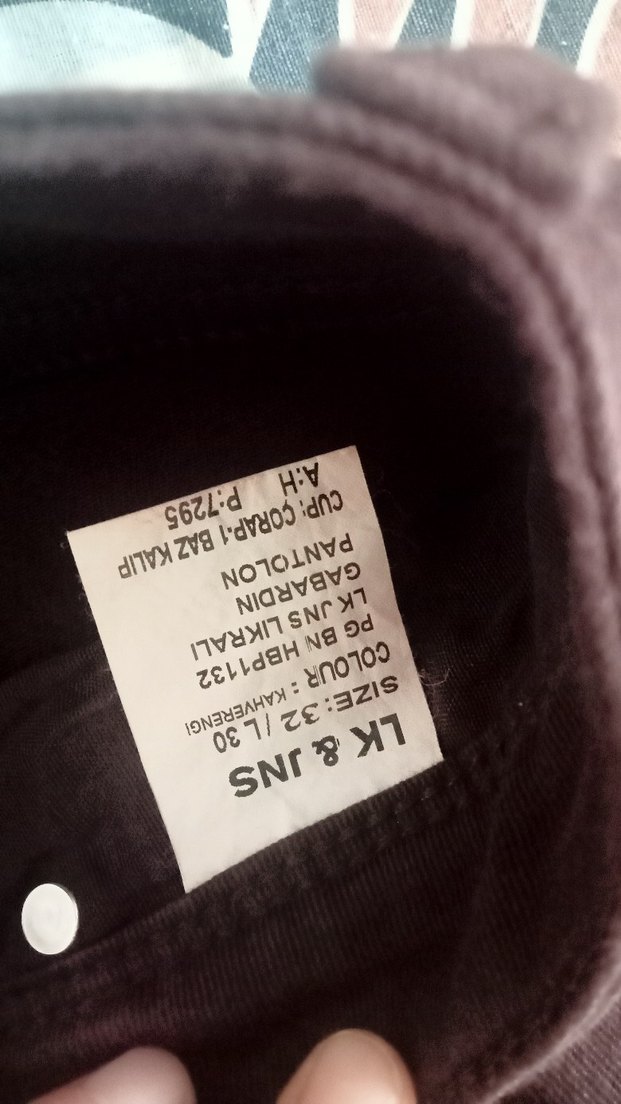 LK & JNS
SIZE: 32 / L 30
COLOUR : KAHVERENGİ
PG BN HBP1132
LK JNS LIKRALI
GABARDIN
PANTOLON
CUP: ÇORAP-1 BAZ KALIP
A:H P:7295